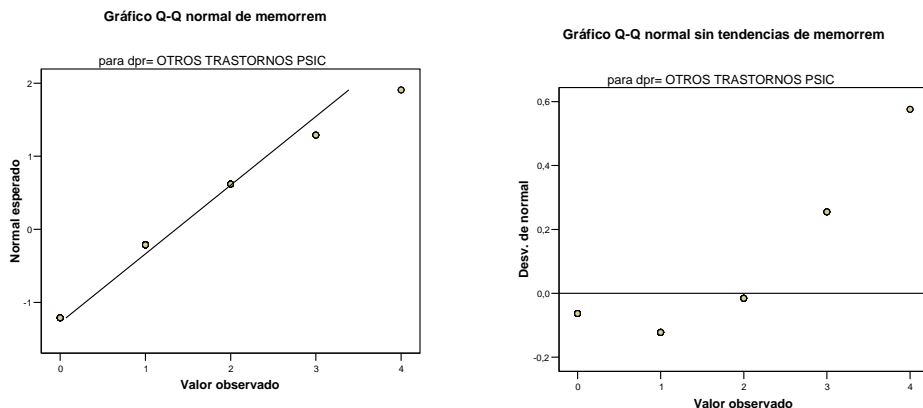 Gráfico Q-Q normal de memorrem
para dpr= OTROS TRASTORNOS PSIC
2
1
0
-1
Normal esperado
0 1 2 3 4
Valor observado
Gráfico Q-Q normal sin tendencias de memorrem
para dpr= OTROS TRASTORNOS PSIC
0,6
0,4
0,2
0,0
-0,2
Desv. de normal
0 1 2 3 4
Valor observado